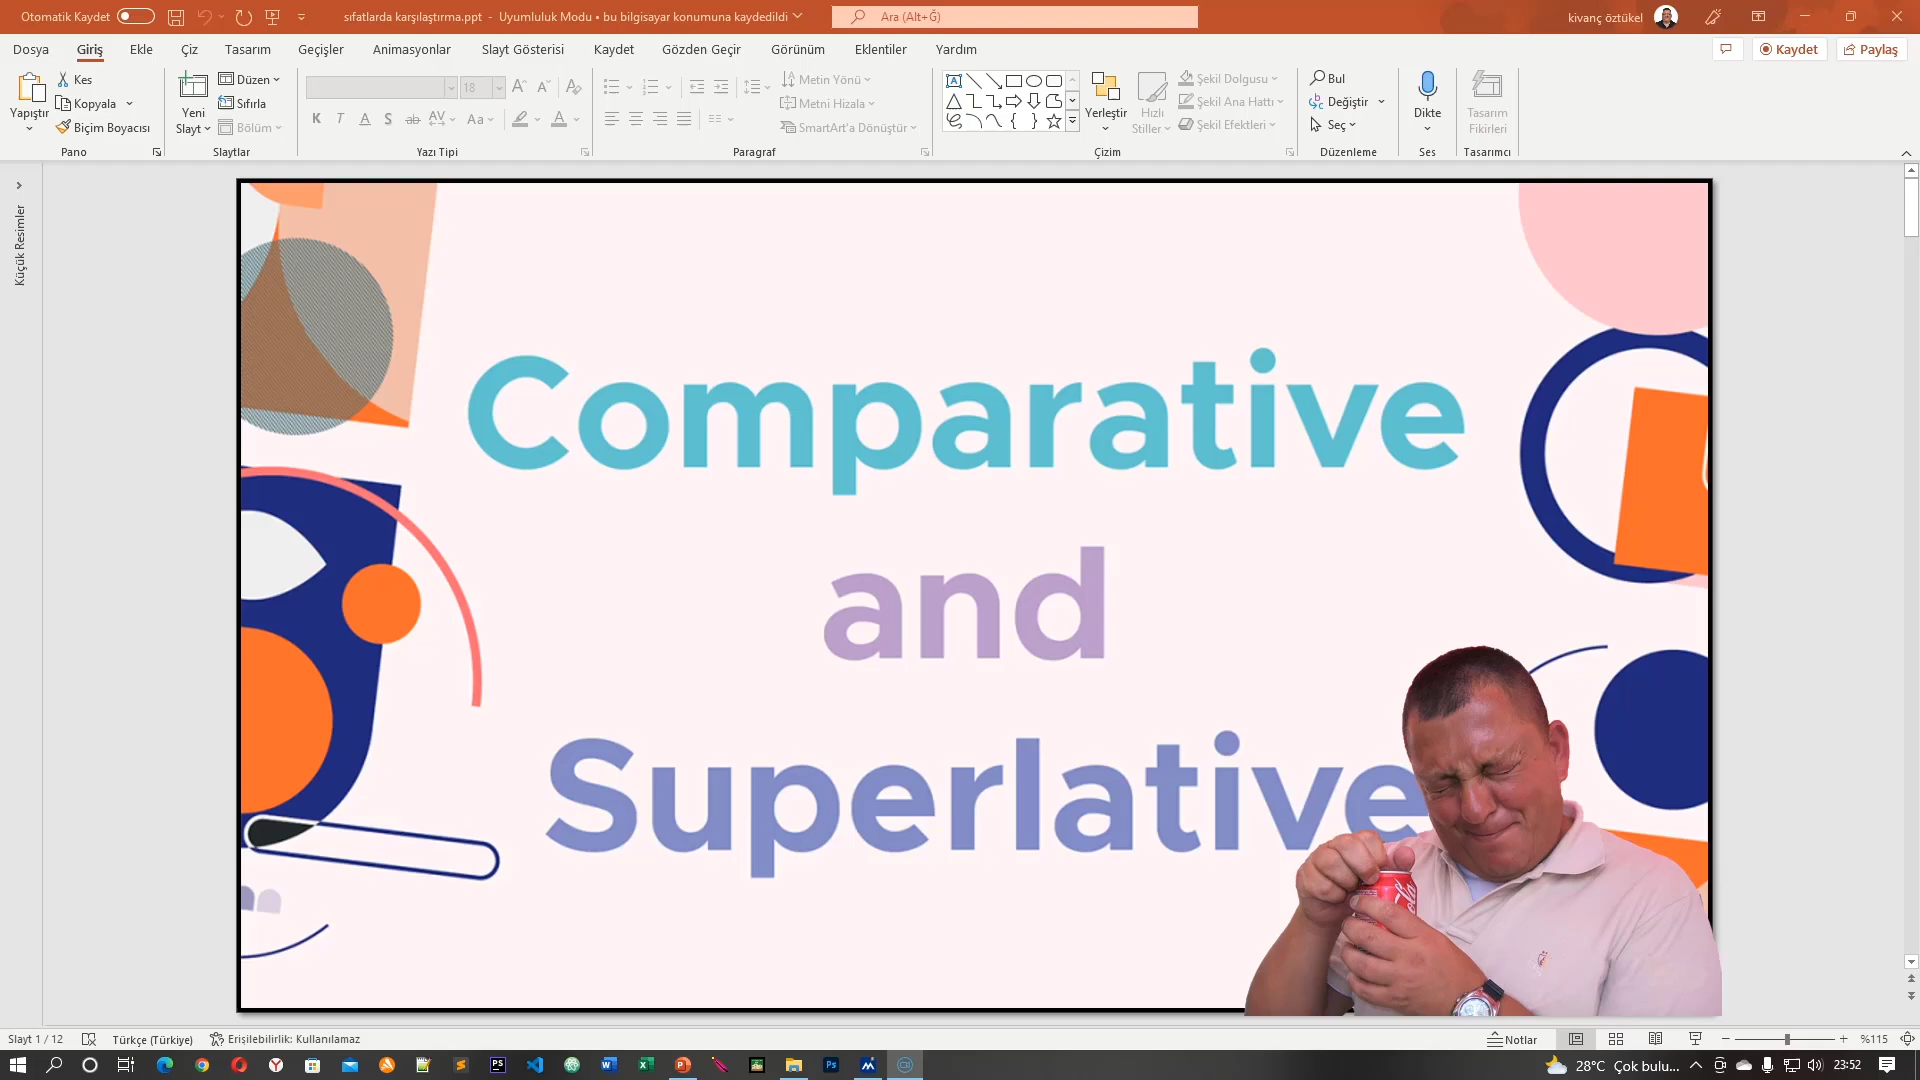 Otomatik Kaydet
sıfatlarda karşılaştırma.ppt - Uyumluluk Modu • bu bilgisayar konumuna kaydedildi
Ara (Alt+Ğ)
kivanç öztükel
Dosya Giriş Ekle Çiz Tasarım Geçişler Animasyonlar Slayt Gösterisi Kaydet Gözden Geçir Görünüm Eklentiler Yardım
Kaydet Paylaş
Yapıştır
Kes
Kopyala
Biçim Boyacısı
Pano
Yeni
Slayt
Düzen
Sıfırla
Bölüm
Slaytlar
18
K T A S ab AV Aa A
Yazı Tipi
Metin Yönü
Metni Hizala
SmartArt'a Dönüştür
Paragraf
Yerleştir
Hızlı
Stiller
Şekil Dolgusu
Şekil Ana Hattı
Şekil Efektleri
Çizim
Bul
Değiştir
Seç
Düzenleme
Dikte
Ses
Tasarım
Fikirleri
Tasarımcı
Küçük Resimler
Comparative
and
Superlative
Slayt 1 / 12 Türkçe (Türkiye) Erişilebilirlik: Kullanılamaz
Notlar %115
28°C Çok bulu... 23:52